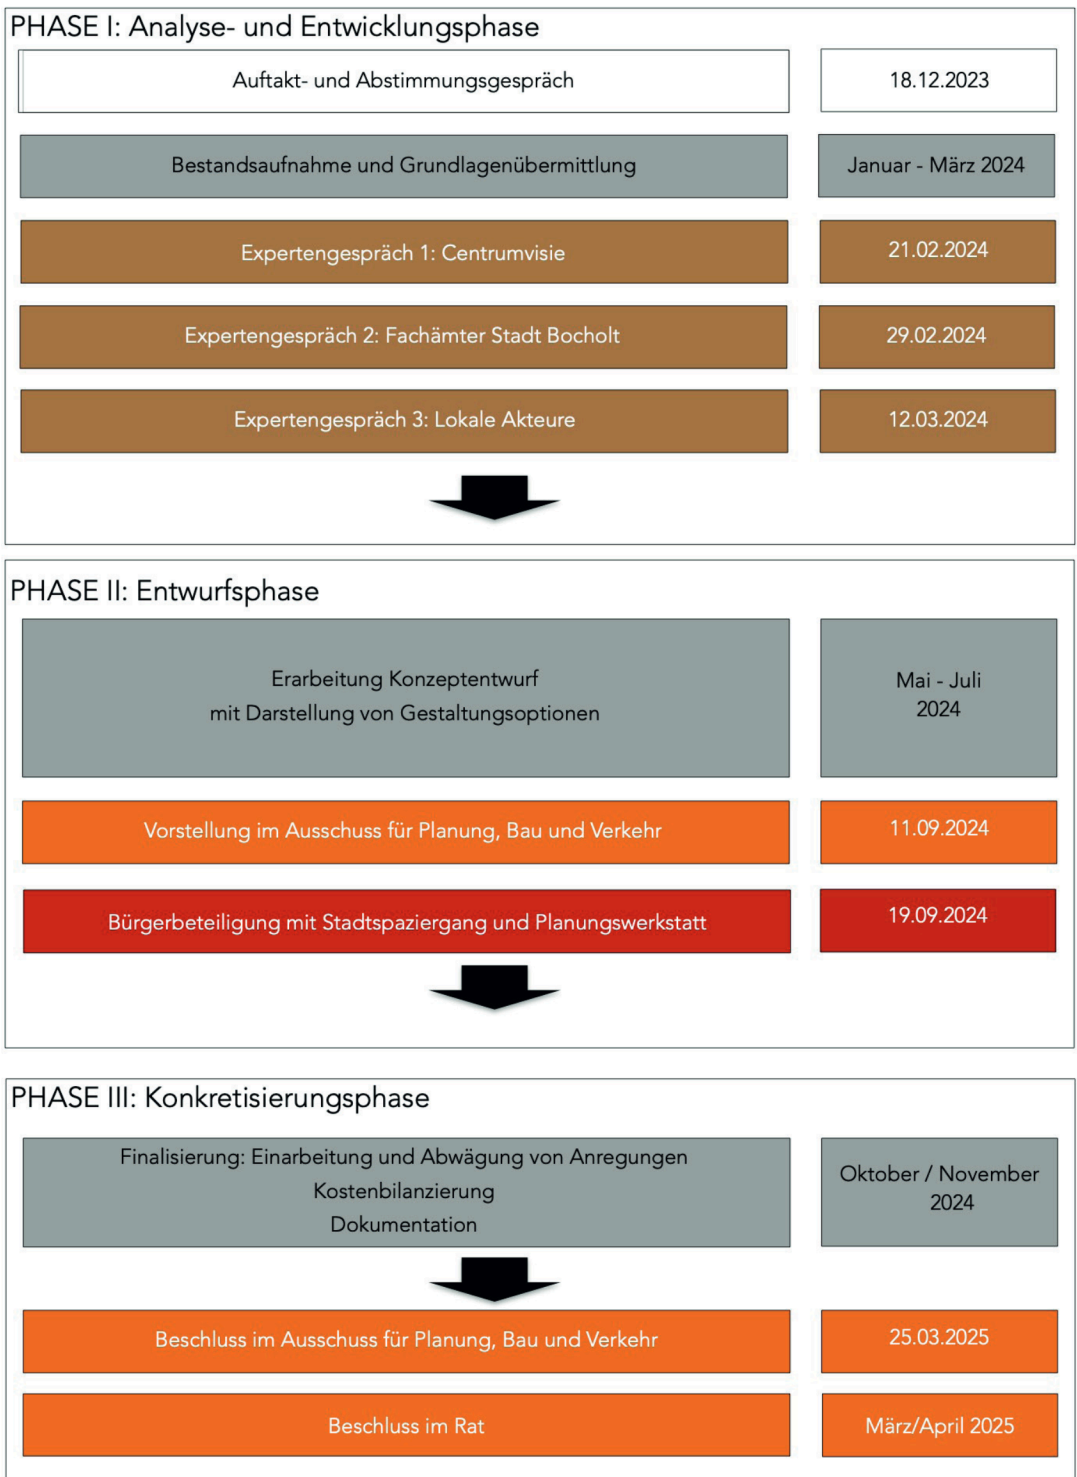 PHASE I: Analyse- und Entwicklungsphase
Auftakt- und Abstimmungsgespräch
18.12.2023
Bestandsaufnahme und Grundlagenübermittlung
Januar - März 2024
Expertengespräch 1: Centrumvisie
21.02.2024
Expertengespräch 2: Fachämter Stadt Bocholt
29.02.2024
Expertengespräch 3: Lokale Akteure
12.03.2024
PHASE II: Entwurfsphase
Erarbeitung Konzeptentwurf
mit Darstellung von Gestaltungsoptionen
Mai - Juli
2024
Vorstellung im Ausschuss für Planung, Bau und Verkehr
11.09.2024
Bürgerbeteiligung mit Stadtspaziergang und Planungswerkstatt
19.09.2024
PHASE III: Konkretisierungsphase
Finalisierung: Einarbeitung und Abwägung von Anregungen
Kostenbilanzierung
Dokumentation
Oktober / November
2024
Beschluss im Ausschuss für Planung, Bau und Verkehr
25.03.2025
Beschluss im Rat
März/April 2025